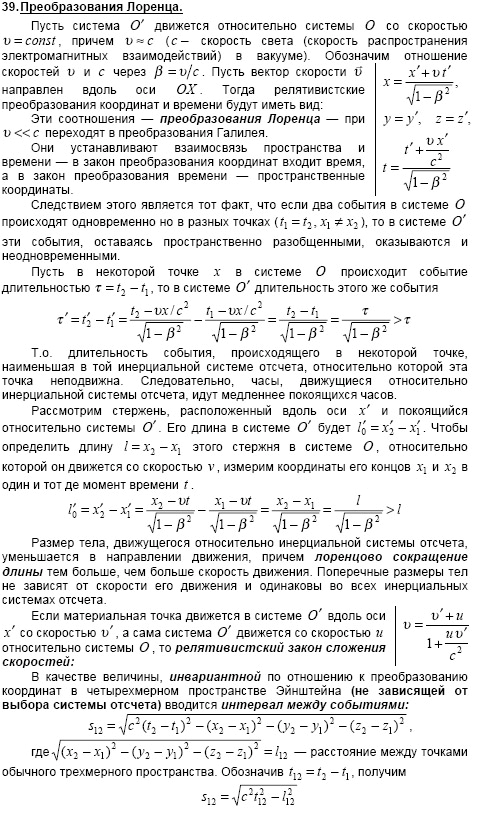 39. Преобразования Лоренца.
Пусть система O′ движется относительно системы O со скоростью
υ = const, причем υ ≈ c (c − скорость света (скорость распространения
электромагнитных взаимодействий) в вакууме). Обозначим отношение
скоростей υ и c через β = υ/c. Пусть вектор скорости υ⃗
направлен вдоль оси OX. Тогда релятивистские
преобразования координат и времени будут иметь вид:
x = (x′ + υt′)/√(1−β²),
y = y′, z = z′,
t = (t′ + υx′/c²)/√(1−β²)
Эти соотношения — преобразования Лоренца — при
υ << c переходят в преобразования Галилея.
Они устанавливают взаимосвязь пространства и
времени — в закон преобразования координат входит время,
а в закон преобразования времени — пространственные
координаты.
Следствием этого является тот факт, что если два события в системе O
происходят одновременно но в разных точках (t₁ = t₂, x₁ ≠ x₂), то в системе O′
эти события, оставаясь пространственно разобщенными, оказываются и
неодновременными.
Пусть в некоторой точке x в системе O происходит событие
длительностью τ = t₂ − t₁, то в системе O′ длительность этого же события
τ′ = t′₂ − t′₁ = (t₂ − υx/c²)/√(1−β²) − (t₁ − υx/c²)/√(1−β²) = (t₂ − t₁)/√(1−β²) = τ/√(1−β²) > τ
Т.о. длительность события, происходящего в некоторой точке,
наименьшая в той инерциальной системе отсчета, относительно которой эта
точка неподвижна. Следовательно, часы, движущиеся относительно
инерциальной системы отсчета, идут медленнее покоящихся часов.
Рассмотрим стержень, расположенный вдоль оси x′ и покоящийся
относительно системы O′. Его длина в системе O′ будет l′₀ = x′₂ − x′₁. Чтобы
определить длину l = x₂ − x₁ этого стержня в системе O, относительно
которой он движется со скоростью v, измерим координаты его концов x₁ и x₂ в
один и тот де момент времени t.
l′₀ = x′₂ − x′₁ = (x₂ − υt)/√(1−β²) − (x₁ − υt)/√(1−β²) = (x₂ − x₁)/√(1−β²) = l/√(1−β²) > l
Размер тела, движущегося относительно инерциальной системы отсчета,
уменьшается в направлении движения, причем лоренцово сокращение
длины тем больше, чем больше скорость движения. Поперечные размеры тел
не зависят от скорости его движения и одинаковы во всех инерциальных
системах отсчета.
Если материальная точка движется в системе O′ вдоль оси
x′ со скоростью υ′, а сама система O′ движется со скоростью u
относительно системы O, то релятивистский закон сложения
скоростей:
υ = (υ′ + u)/(1 + uυ′/c²)
В качестве величины, инвариантной по отношению к преобразованию
координат в четырехмерном пространстве Эйнштейна (не зависящей от
выбора системы отсчета) вводится интервал между событиями:
s₁₂ = √(c²(t₂ − t₁)² − (x₂ − x₁)² − (y₂ − y₁)² − (z₂ − z₁)²),
где √((x₂ − x₁)² − (y₂ − y₁)² − (z₂ − z₁)²) = l₁₂ — расстояние между точками
обычного трехмерного пространства. Обозначив t₁₂ = t₂ − t₁, получим
s₁₂ = √(c²t₁₂² − l₁₂²)